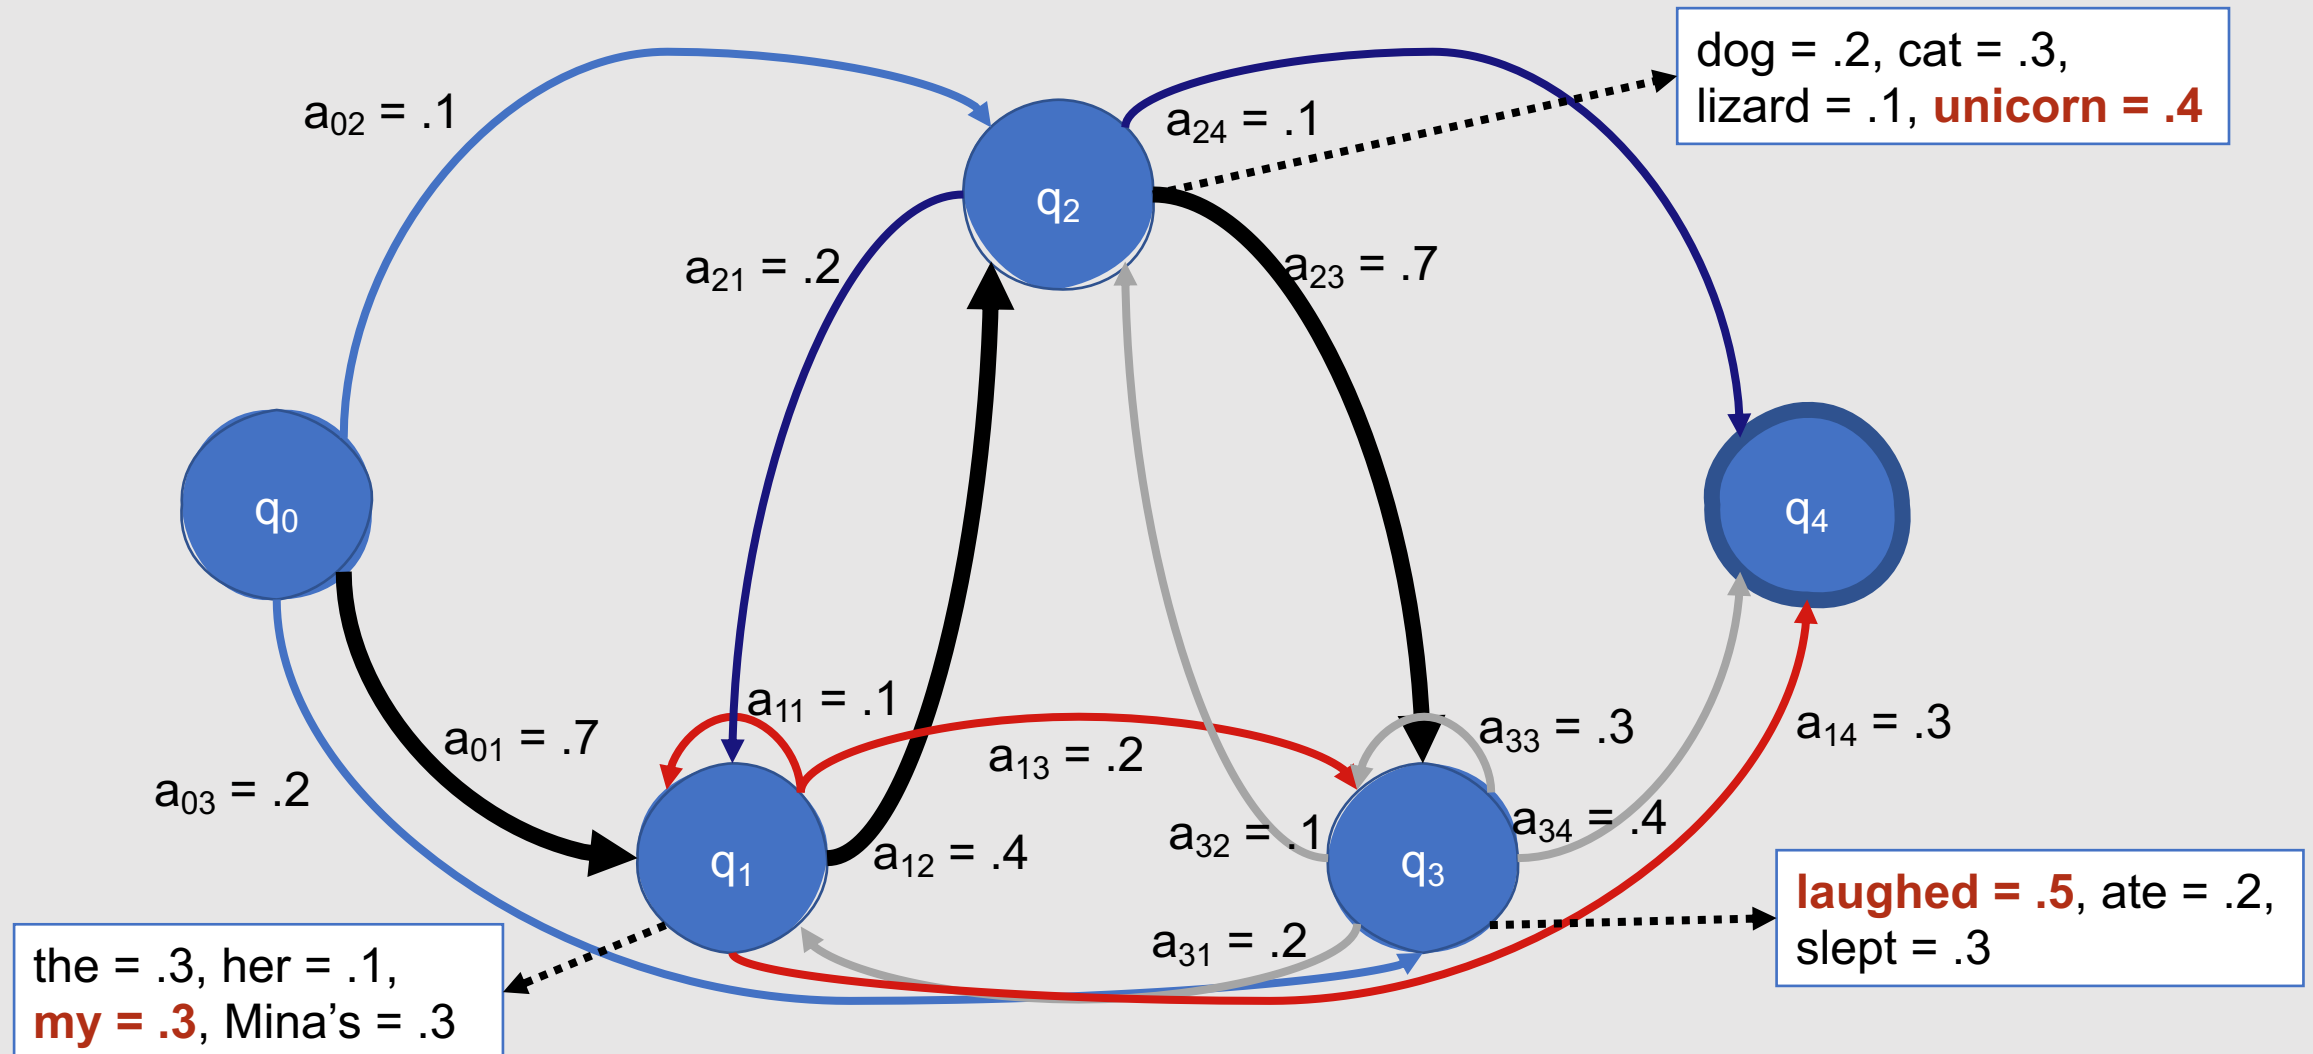 dog = .2, cat = .3,
lizard = .1, unicorn = .4
a02 = .1
a24 = .1
q2
a21 = .2
a23 = .7
q0
q4
a11 = .1
a01 = .7
a13 = .2
a33 = .3
a14 = .3
a03 = .2
a32 = .1
a34 = .4
a12 = .4
q1
q3
laughed = .5, ate = .2,
slept = .3
a31 = .2
the = .3, her = .1,
my = .3, Mina’s = .3